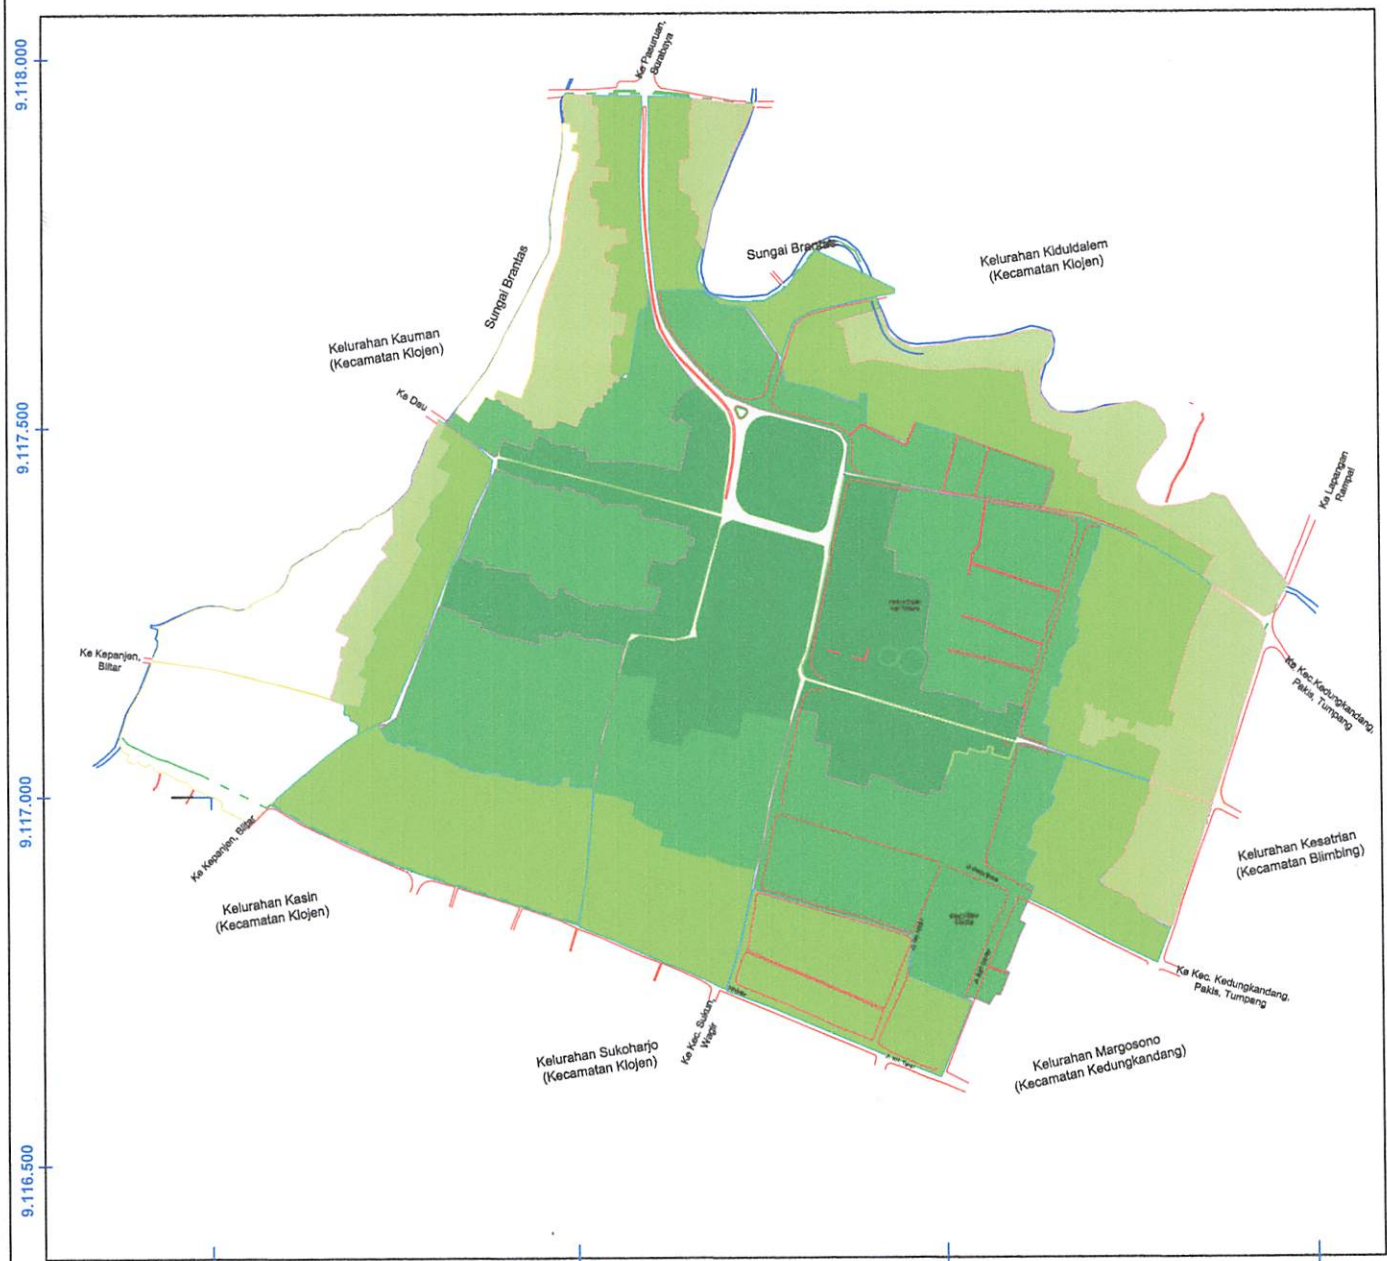 9.118.000
Ke Pasuruan,
Surabaya
Sungai Brantas
Kelurahan Kiduldalem
(Kecamatan Klojen)
Sungai Brantas
Kelurahan Kauman
(Kecamatan Klojen)
Ke Dau
9.117.500
Ke Lapangan
Rampal
Ke Kepanjen,
Blitar
Ke Kec.Kedungkandang,
Pakis, Tumpang
9.117.000
Ke Kepanjen, Blitar
Kelurahan Kesatrian
(Kecamatan Blimbing)
Kelurahan Kasin
(Kecamatan Klojen)
Ke Kec. Kedungkandang,
Pakis, Tumpang
Ke Kec. Sukun,
Wagir
Kelurahan Sukoharjo
(Kecamatan Klojen)
Kelurahan Margosono
(Kecamatan Kedungkandang)
9.116.500